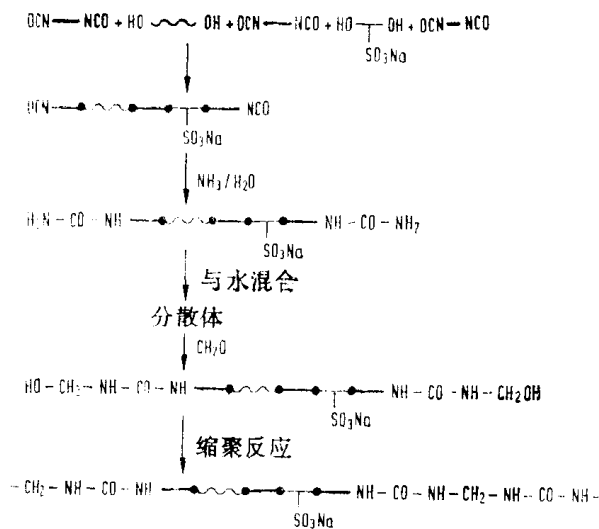 OCN—NCO + HO ~~~ OH + OCN—NCO + HO—OH + OCN—NCO
SO₃Na
OCN—NCO
SO₃Na
NH₃/H₂O
H₂N—CO—NH—NH—CO—NH₂
SO₃Na
与水混合
分散体
CH₂O
HO—CH₂—NH—CO—NH—NH—CO—NH—CH₂OH
SO₃Na
缩聚反应
—CH₂—NH—CO—NH—NH—CO—NH—CH₂—NH—CO—NH—
SO₃Na